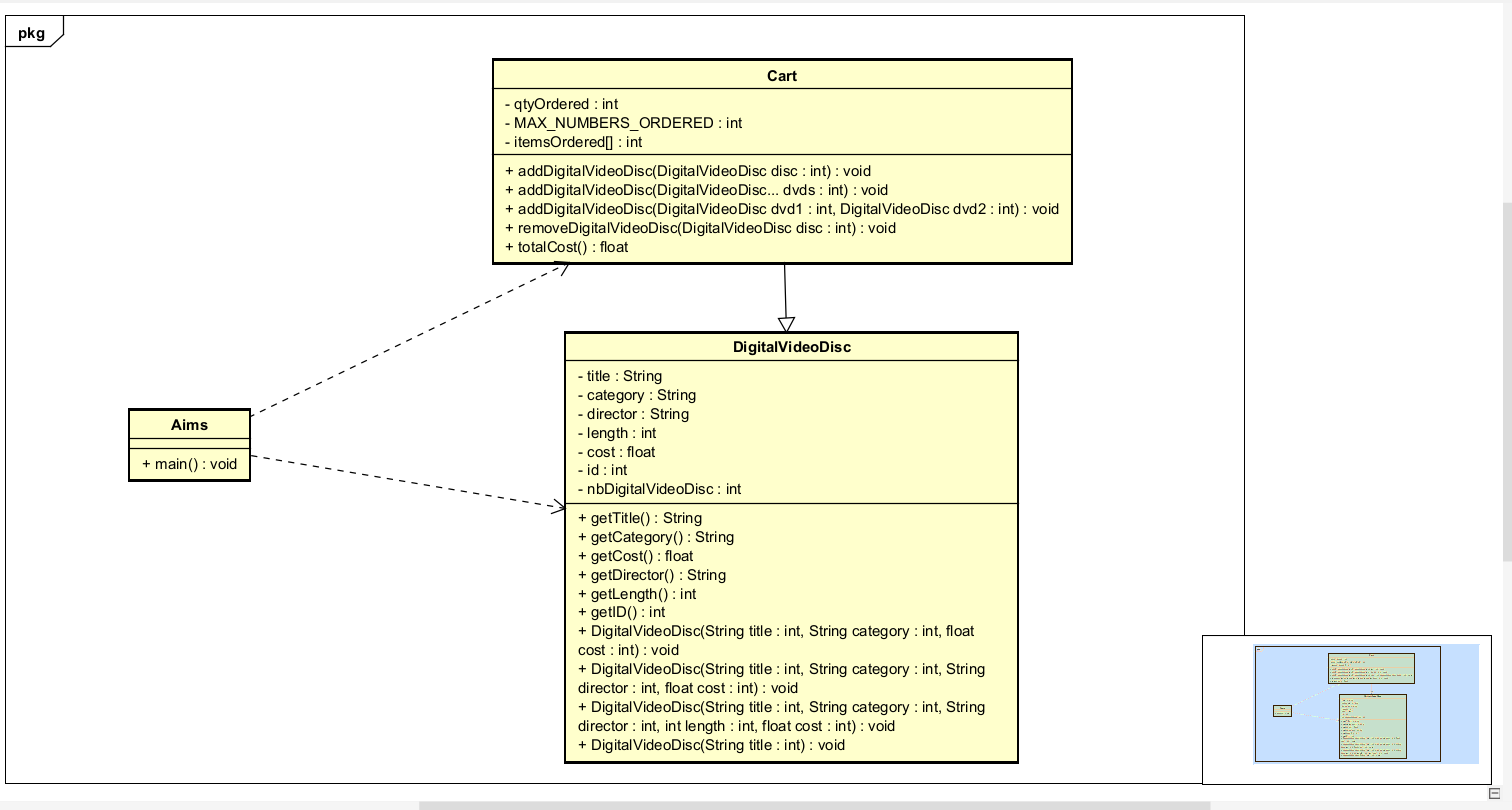 pkg
Cart
- qtyOrdered : int
- MAX_NUMBERS_ORDERED : int
- itemsOrdered[] : int
+ addDigitalVideoDisc(DigitalVideoDisc disc : int) : void
+ addDigitalVideoDisc(DigitalVideoDisc... dvds : int) : void
+ addDigitalVideoDisc(DigitalVideoDisc dvd1 : int, DigitalVideoDisc dvd2 : int) : void
+ removeDigitalVideoDisc(DigitalVideoDisc disc : int) : void
+ totalCost() : float
Aims
+ main() : void
DigitalVideoDisc
- title : String
- category : String
- director : String
- length : int
- cost : float
- id : int
- nbDigitalVideoDisc : int
+ getTitle() : String
+ getCategory() : String
+ getCost() : float
+ getDirector() : String
+ getLength() : int
+ getID() : int
+ DigitalVideoDisc(String title : int, String category : int, float
cost : int) : void
+ DigitalVideoDisc(String title : int, String category : int, String
director : int, float cost : int) : void
+ DigitalVideoDisc(String title : int, String category : int, String
director : int, int length : int, float cost : int) : void
+ DigitalVideoDisc(String title : int) : void